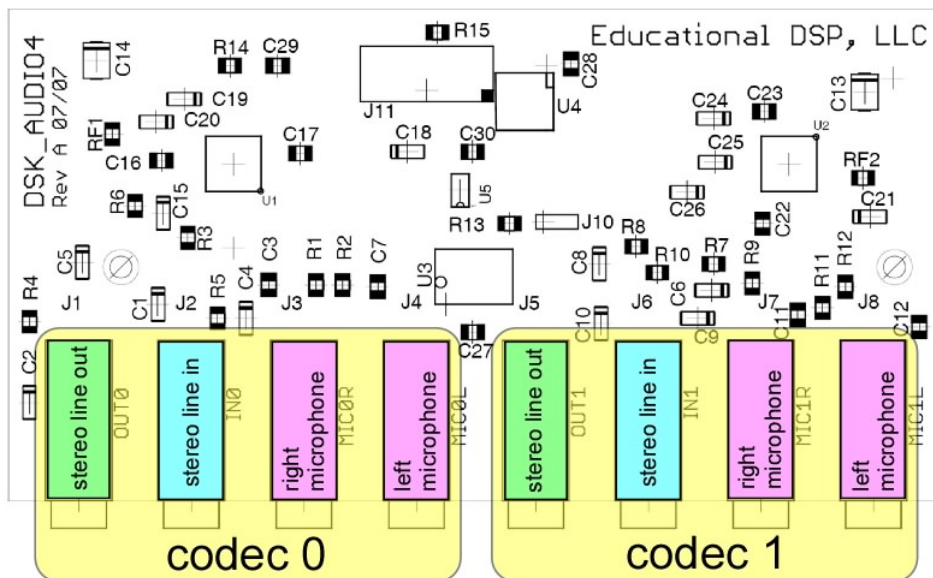 DSK_AUDIO4
Rev A 07/07
Educational DSP, LLC
C14
R14
C29
R15
J11
U4
C28
C24
C23
C13
C19
C20
RF1
C16
C17
C18
C30
C25
U2
RF2
R6
C15
U1
U5
C26
C21
R3
R13
J10
C22
C5
R8
R10
R7
R9
R12
C8
C3
R1
R2
C7
U3
C6
R11
R4
J1
C1
J2
R5
C4
J3
J4
J5
J6
J7
J8
C10
C9
C11
C12
C27
C2
stereo line out
OUT0
stereo line in
IN0
right
microphone
MIC0R
left
microphone
MIC0L
stereo line out
OUT1
stereo line in
IN1
right
microphone
MIC1R
left
microphone
MIC1L
codec 0
codec 1